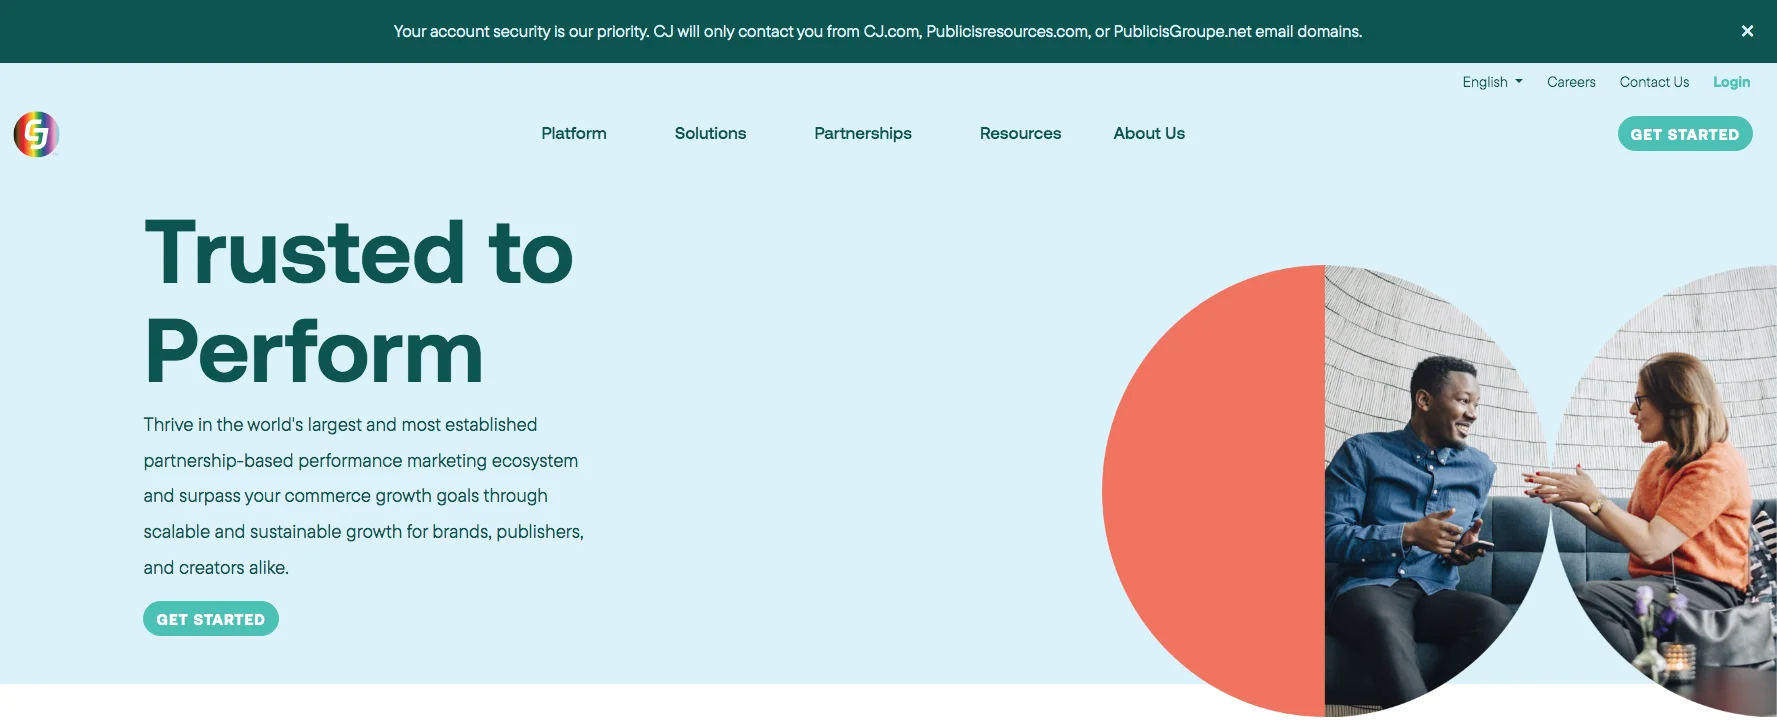 Your account security is our priority. CJ will only contact you from CJ.com, Publicisresources.com, or PublicisGroupe.net email domains.
English Careers Contact Us Login
CJ Platform Solutions Partnerships Resources About Us GET STARTED
Trusted to
Perform
Thrive in the world's largest and most established
partnership-based performance marketing ecosystem
and surpass your commerce growth goals through
scalable and sustainable growth for brands, publishers,
and creators alike.
GET STARTED